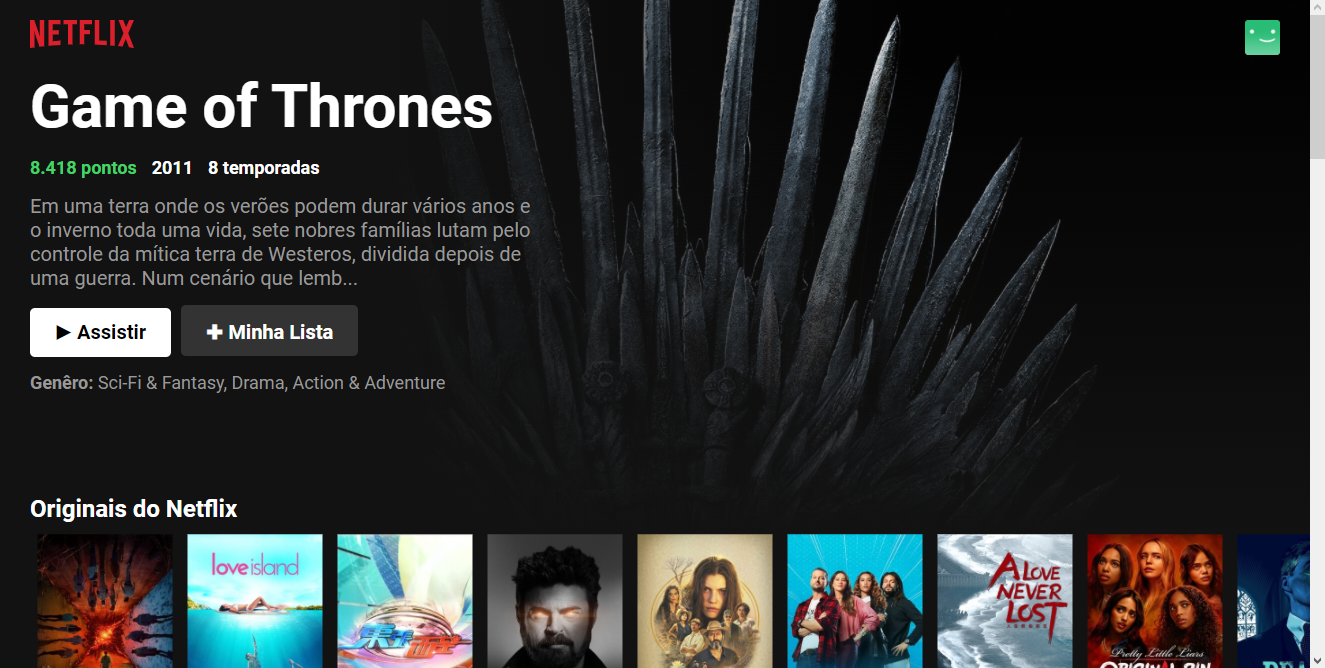 NETFLIX
Game of Thrones
8.418 pontos 2011 8 temporadas
Em uma terra onde os verões podem durar vários anos e
o inverno toda uma vida, sete nobres famílias lutam pelo
controle da mítica terra de Westeros, dividida depois de
uma guerra. Num cenário que lemb...
▶ Assistir
✚ Minha Lista
Genêro: Sci-Fi & Fantasy, Drama, Action & Adventure
Originais do Netflix
love island
A LOVE
NEVER
LOST
Pretty Little Liars
ORIGINAL SIN